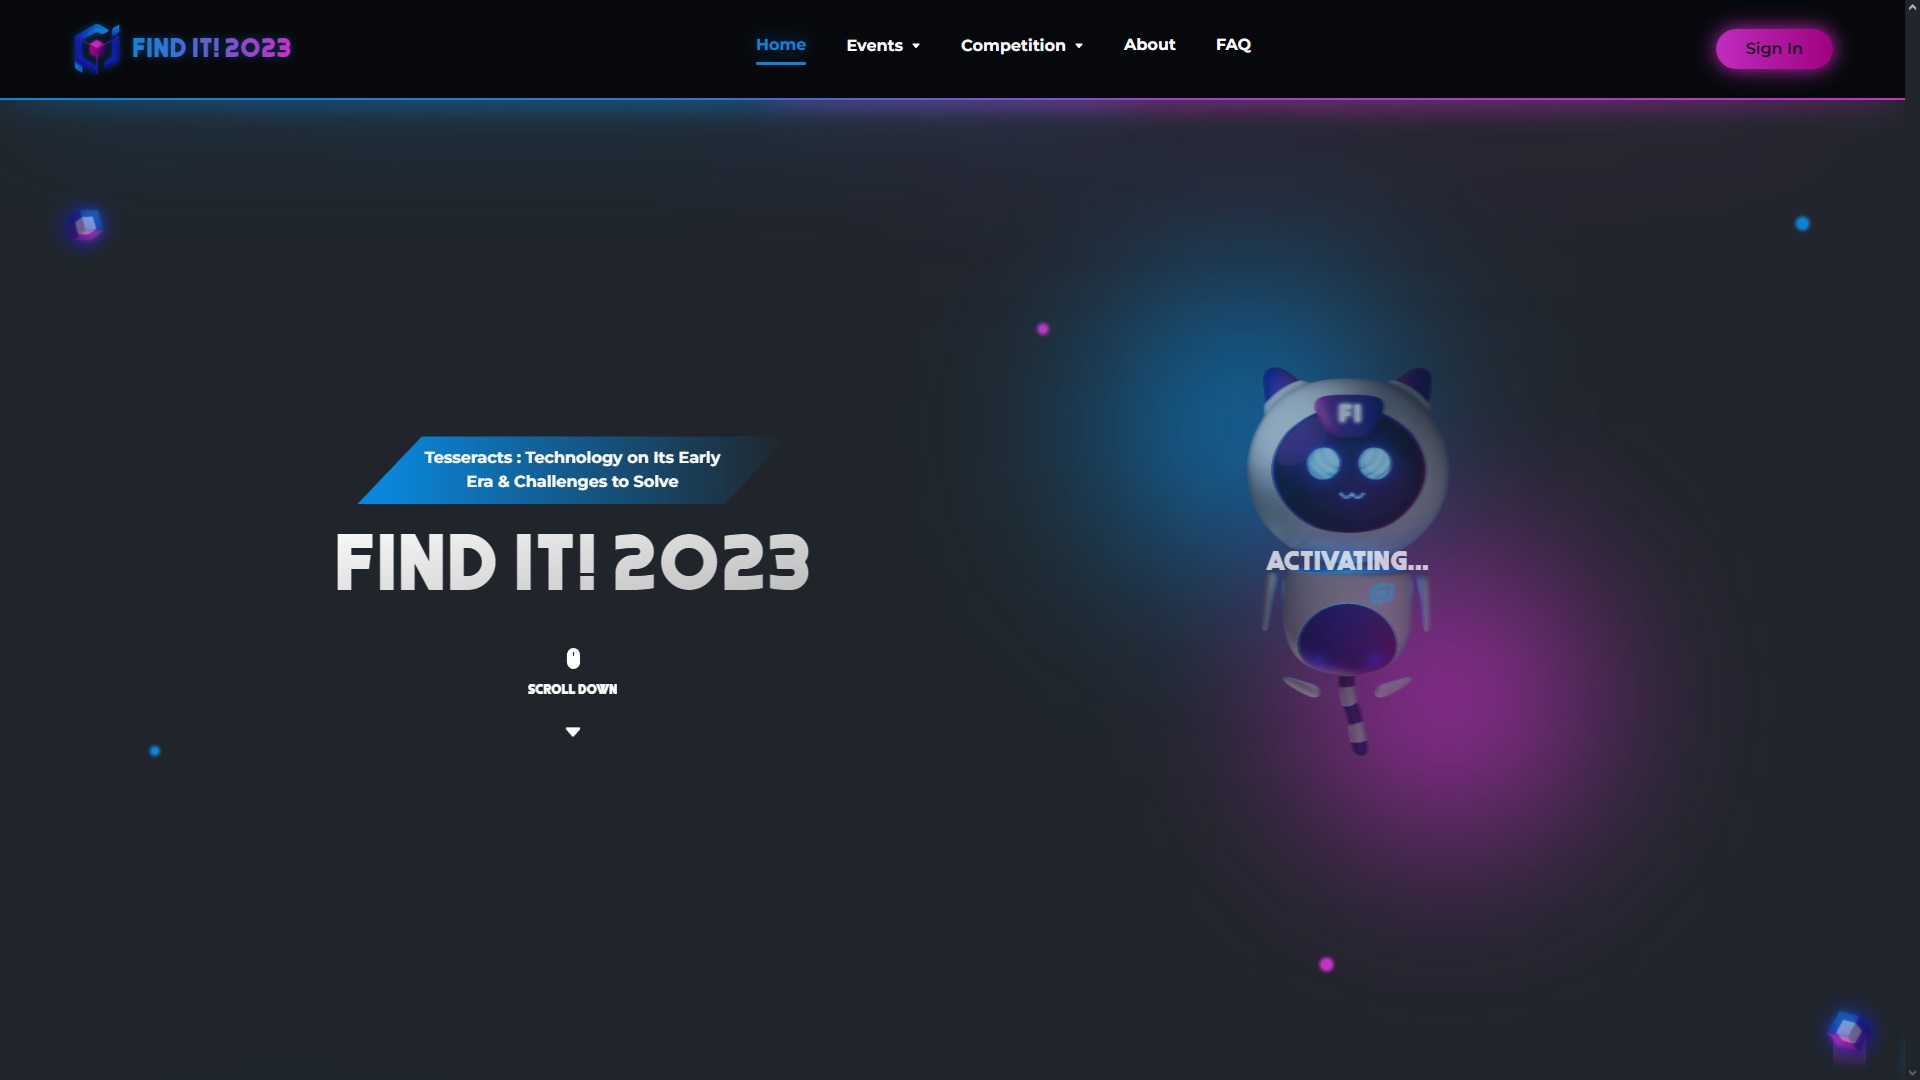 FIND IT! 2023
Home
Events
Competition
About
FAQ
Sign In
Tesseracts : Technology on Its Early
Era & Challenges to Solve
FIND IT! 2023
SCROLL DOWN
FI
ACTIVATING...